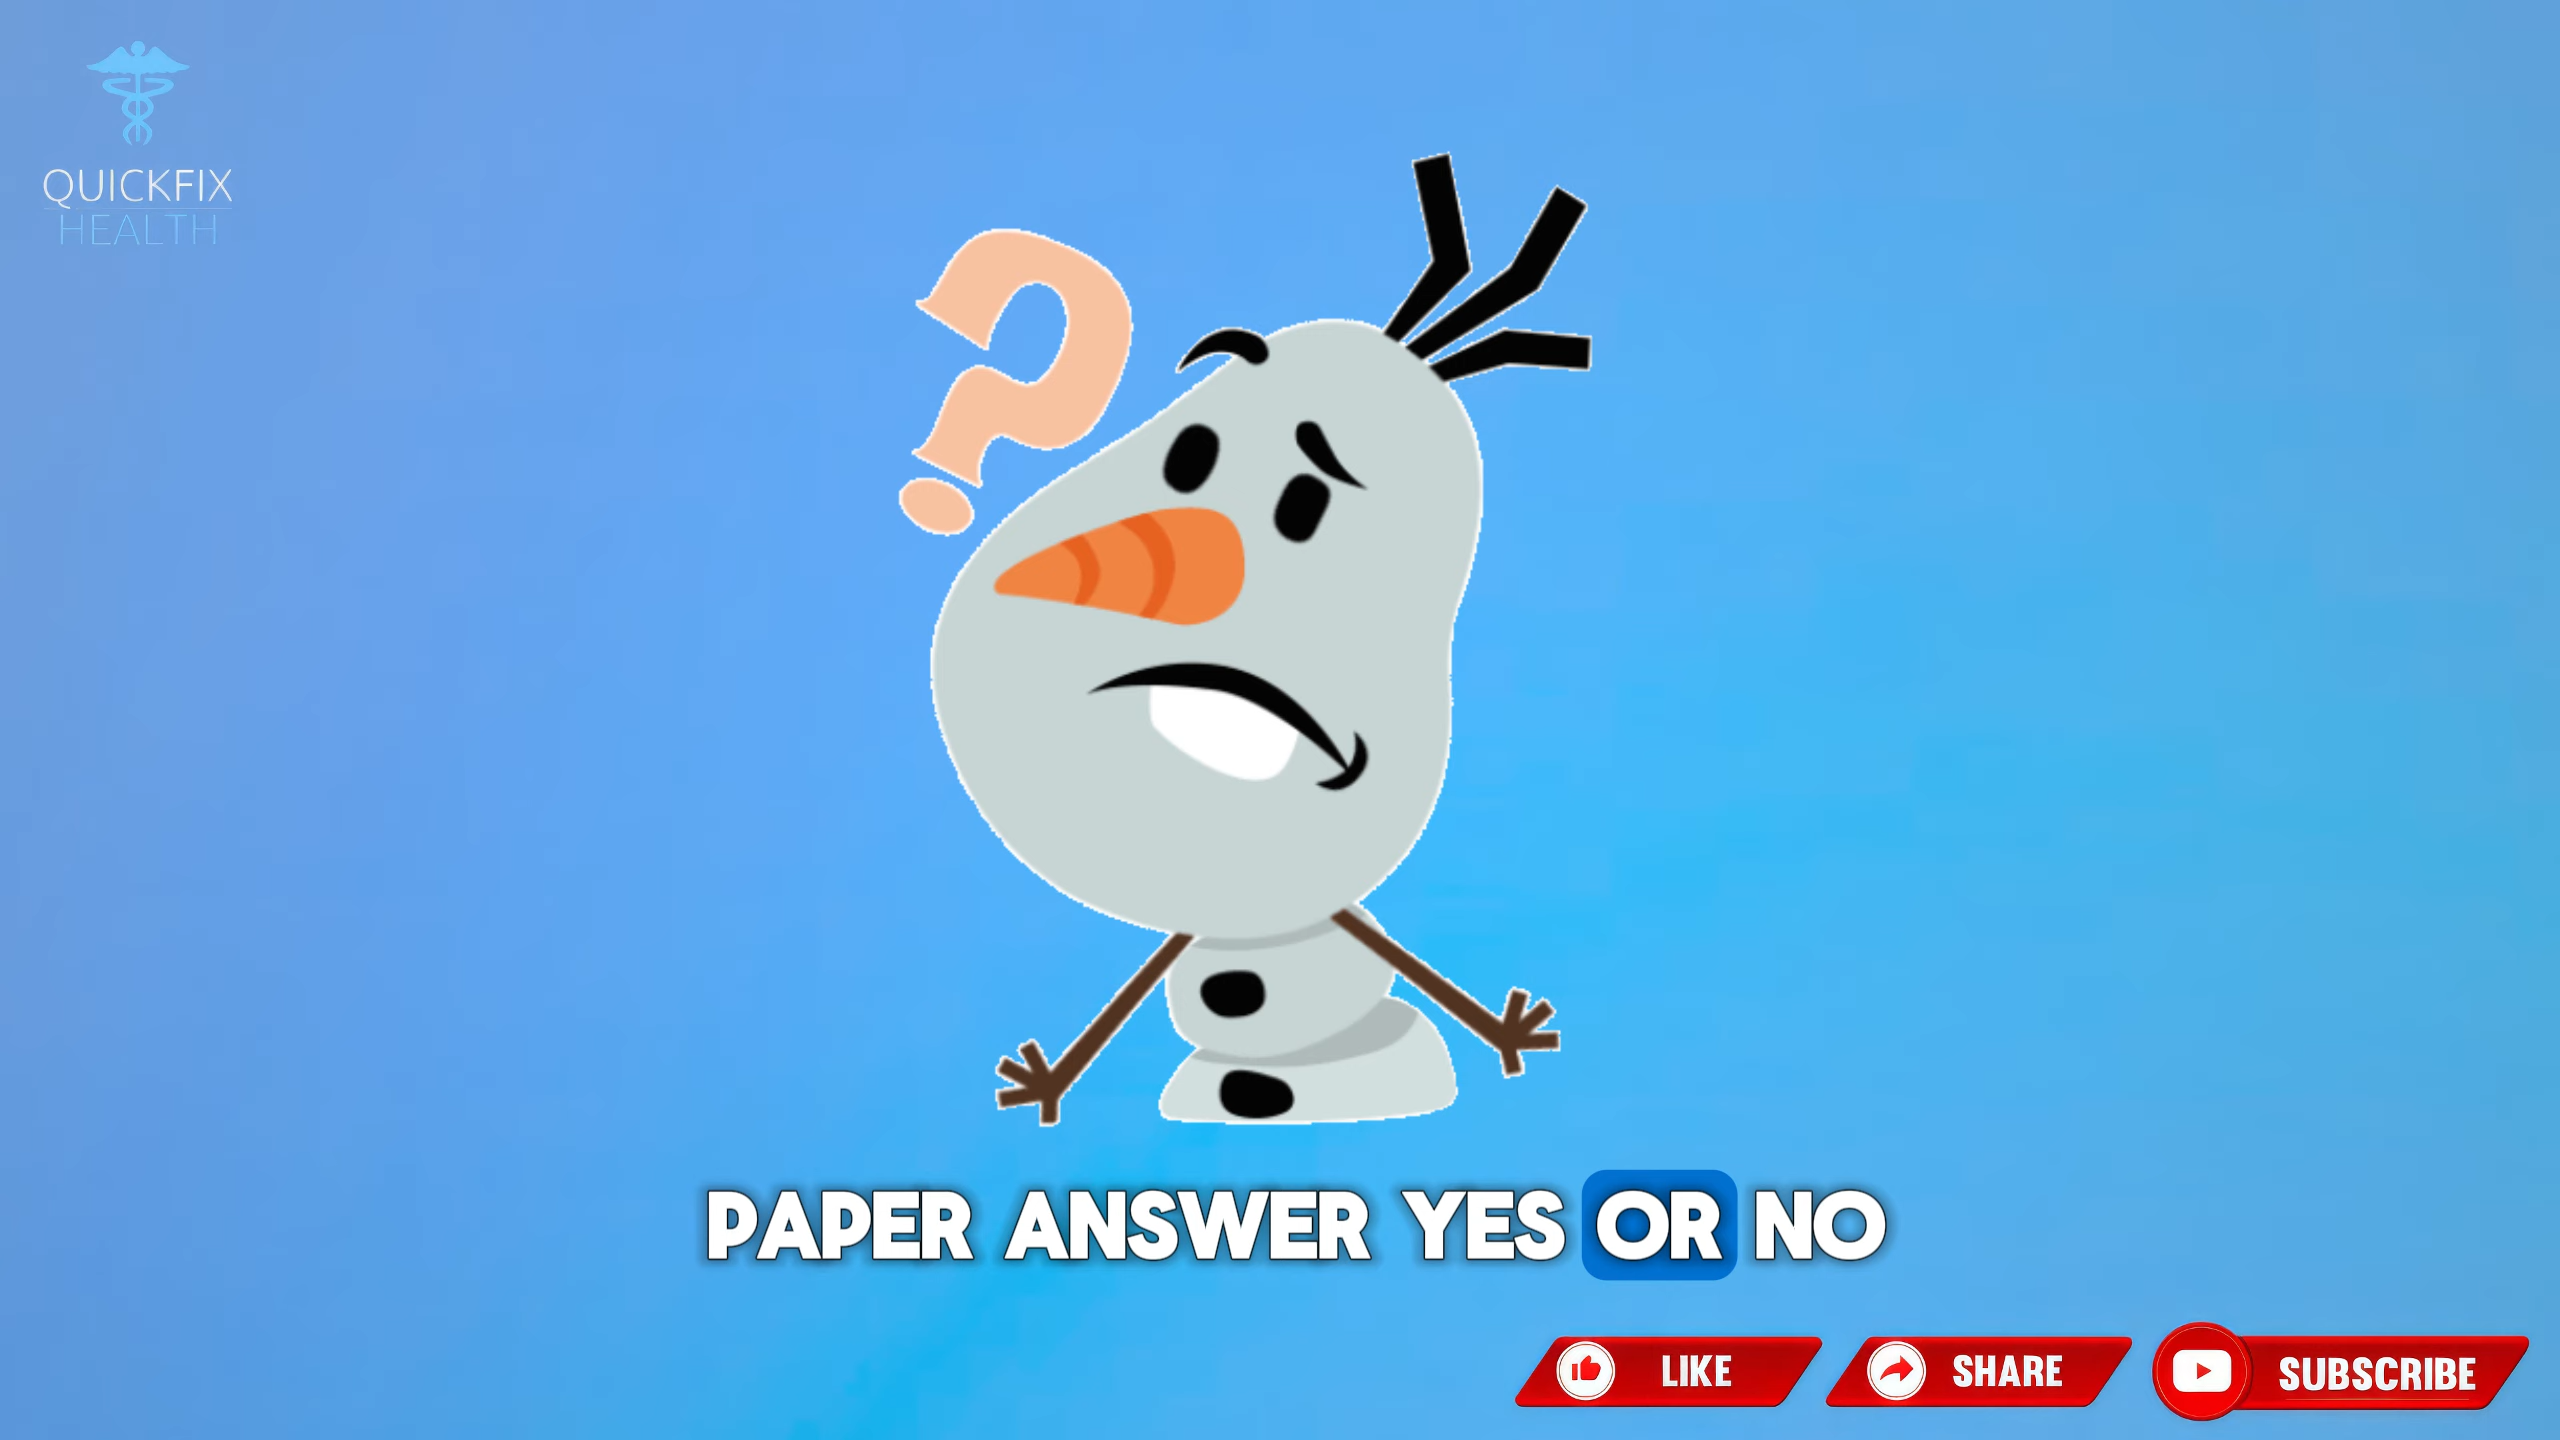 QUICKFIX
HEALTH
PAPER ANSWER YES OR NO
LIKE
SHARE
SUBSCRIBE